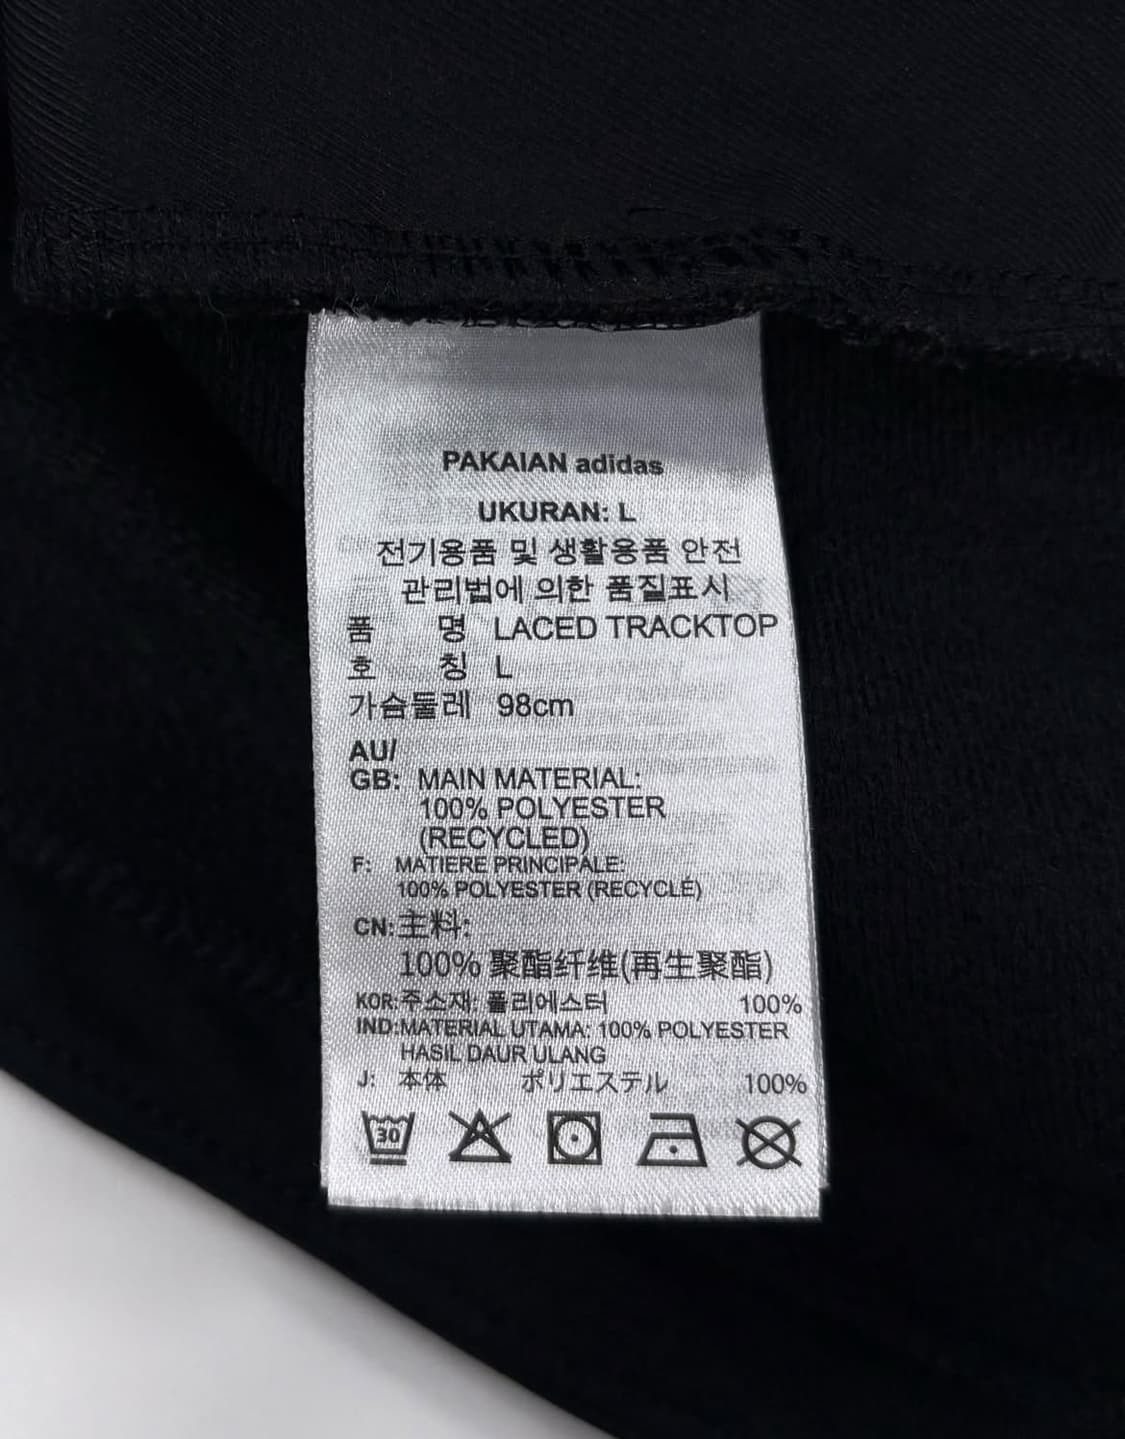 PAKAIAN adidas
UKURAN: L
전기용품 및 생활용품 안전
관리법에 의한 품질표시
품 명 LACED TRACKTOP
호 칭 L
가슴둘레 98cm
AU/
GB: MAIN MATERIAL:
100% POLYESTER
(RECYCLED)
F: MATIERE PRINCIPALE:
100% POLYESTER (RECYCLÉ)
CN:主料:
100% 聚酯纤维(再生聚酯)
KOR:주소재: 폴리에스터 100%
IND:MATERIAL UTAMA: 100% POLYESTER
HASIL DAUR ULANG
J: 本体 ポリエステル 100%
30